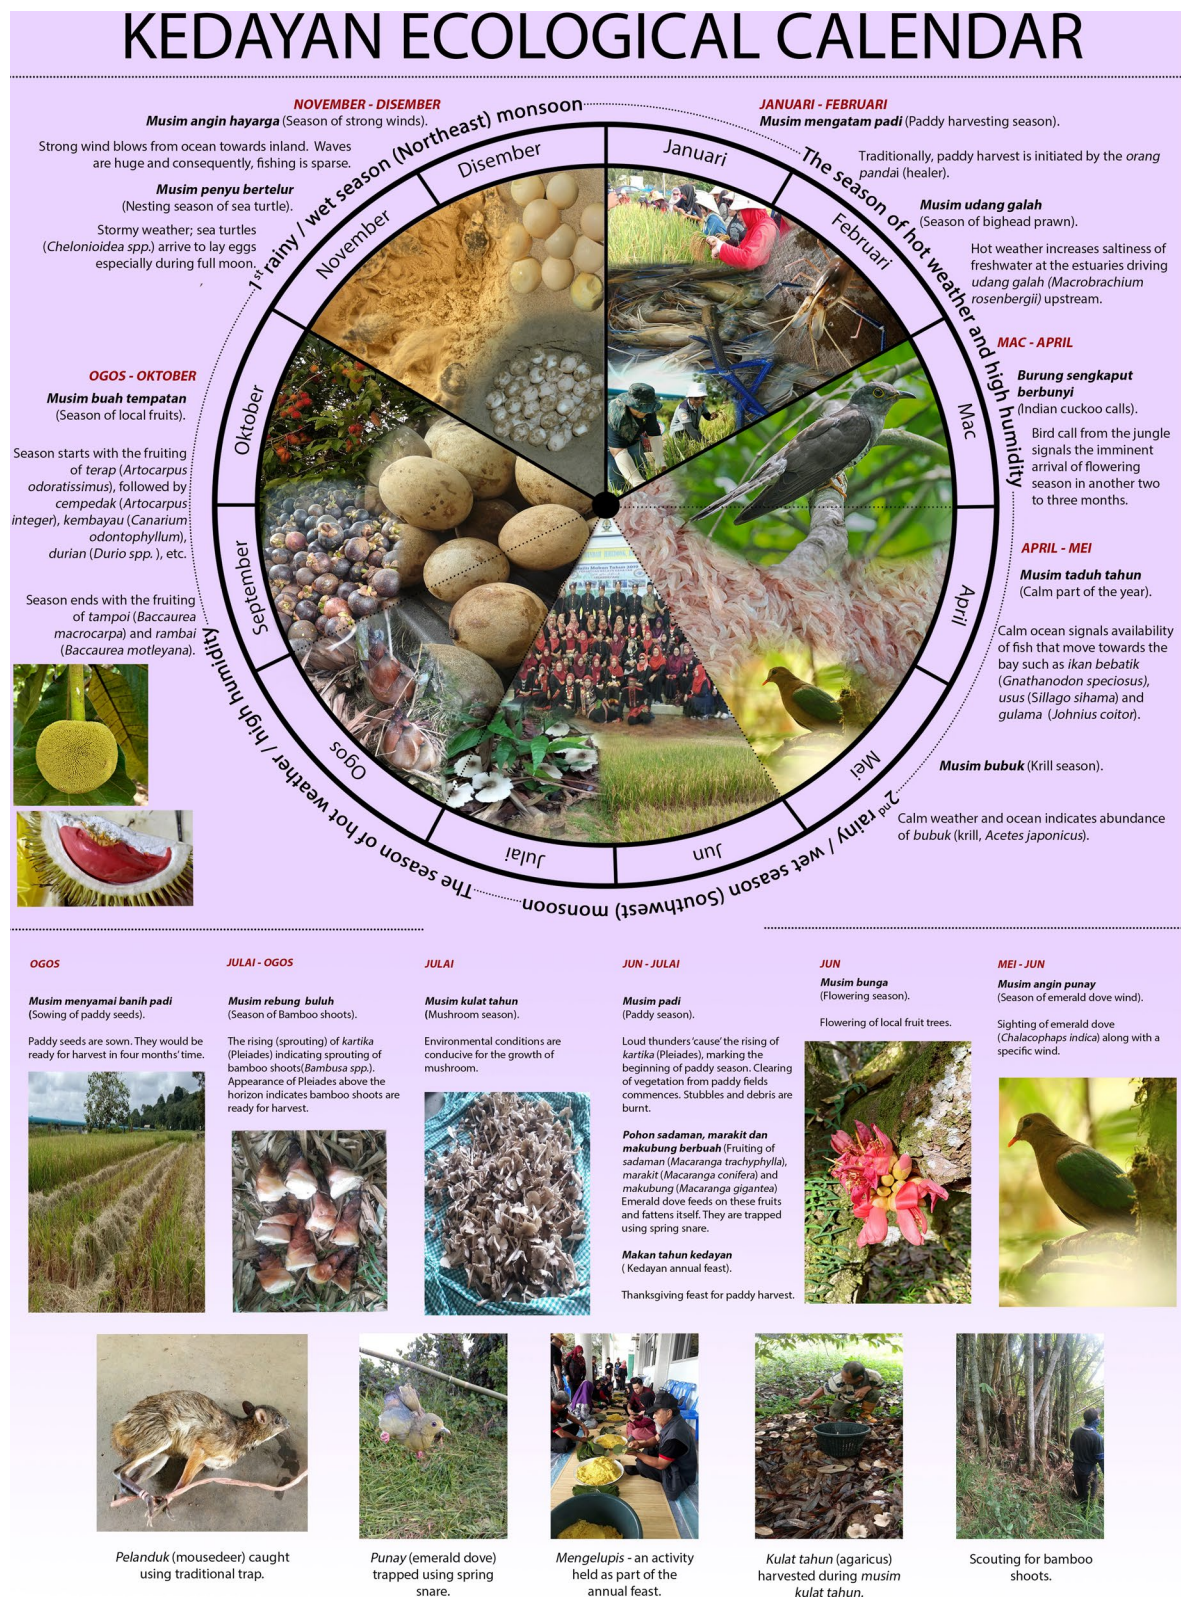 KEDAYAN ECOLOGICAL CALENDAR
NOVEMBER - DISEMBER
Musim angin hayarga (Season of strong winds).
Strong wind blows from ocean towards inland. Waves
are huge and consequently, fishing is sparse.
Musim penyu bertelur
(Nesting season of sea turtle).
Stormy weather; sea turtles
(Chelonioidea spp.) arrive to lay eggs
especially during full moon.
JANUARI - FEBRUARI
Musim mengatam padi (Paddy harvesting season).
Traditionally, paddy harvest is initiated by the orang
pandai (healer).
Musim udang galah
(Season of bighead prawn).
Hot weather increases saltiness of
freshwater at the estuaries driving
udang galah (Macrobrachium
rosenbergii) upstream.
MAC - APRIL
Burung sengkaput
berbunyi
(Indian cuckoo calls).
Bird call from the jungle
signals the imminent
arrival of flowering
season in another two
to three months.
APRIL - MEI
Musim taduh tahun
(Calm part of the year).
Calm ocean signals availability
of fish that move towards the
bay such as ikan bebatik
(Gnathanodon speciosus),
usus (Sillago sihama) and
gulama (Johnius coitor).
Musim bubuk (Krill season).
Calm weather and ocean indicates abundance
of bubuk (krill, Acetes japonicus).
OGOS - OKTOBER
Musim buah tempatan
(Season of local fruits).
Season starts with the fruiting
of terap (Artocarpus
odoratissimus), followed by
cempedak (Artocarpus
integer), kembayau (Canarium
odontophyllum),
durian (Durio spp. ), etc.
Season ends with the fruiting
of tampoi (Baccaurea
macrocarpa) and rambai
(Baccaurea motleyana).
1st rainy / wet season (Northeast) monsoon
The season of hot weather and high humidity
2nd rainy / wet season (Southwest) monsoon
The season of hot weather / high humidity
Januari
Februari
Mac
April
Mei
Jun
Julai
Ogos
September
Oktober
November
Disember
OGOS
Musim menyamai banih padi
(Sowing of paddy seeds).
Paddy seeds are sown. They would be
ready for harvest in four months' time.
JULAI - OGOS
Musim rebung buluh
(Season of Bamboo shoots).
The rising (sprouting) of kartika
(Pleiades) indicating sprouting of
bamboo shoots(Bambusa spp.).
Appearance of Pleiades above the
horizon indicates bamboo shoots are
ready for harvest.
JULAI
Musim kulat tahun
(Mushroom season).
Environmental conditions are
conducive for the growth of
mushroom.
JUN - JULAI
Musim padi
(Paddy season).
Loud thunders 'cause' the rising of
kartika (Pleiades), marking the
beginning of paddy season. Clearing
of vegetation from paddy fields
commences. Stubbles and debris are
burnt.
Pohon sadaman, marakit dan
makubung berbuah (Fruiting of
sadaman (Macaranga trachyphylla),
marakit (Macaranga conifera) and
makubung (Macaranga gigantea)
Emerald dove feeds on these fruits
and fattens itself. They are trapped
using spring snare.
Makan tahun kedayan
( Kedayan annual feast).
Thanksgiving feast for paddy harvest.
JUN
Musim bunga
(Flowering season).
Flowering of local fruit trees.
MEI - JUN
Musim angin punay
(Season of emerald dove wind).
Sighting of emerald dove
(Chalacophaps indica) along with a
specific wind.
Pelanduk (mousedeer) caught
using traditional trap.
Punay (emerald dove)
trapped using spring
snare.
Mengelupis - an activity
held as part of the
annual feast.
Kulat tahun (agaricus)
harvested during musim
kulat tahun.
Scouting for bamboo
shoots.